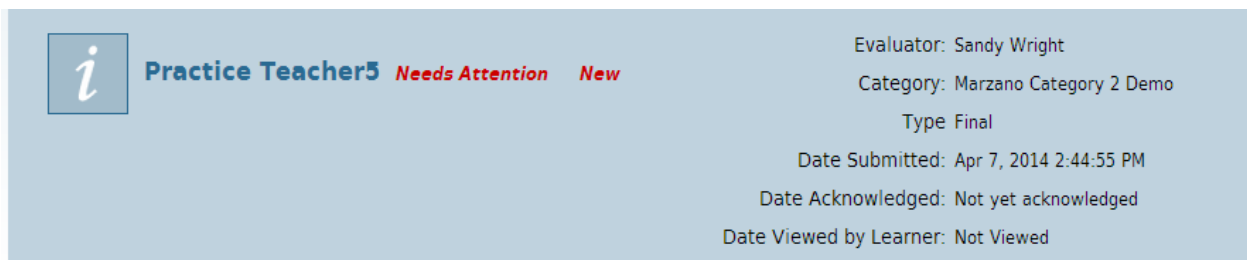 i
Practice Teacher5 Needs Attention New
Evaluator: Sandy Wright
Category: Marzano Category 2 Demo
Type Final
Date Submitted: Apr 7, 2014 2:44:55 PM
Date Acknowledged: Not yet acknowledged
Date Viewed by Learner: Not Viewed